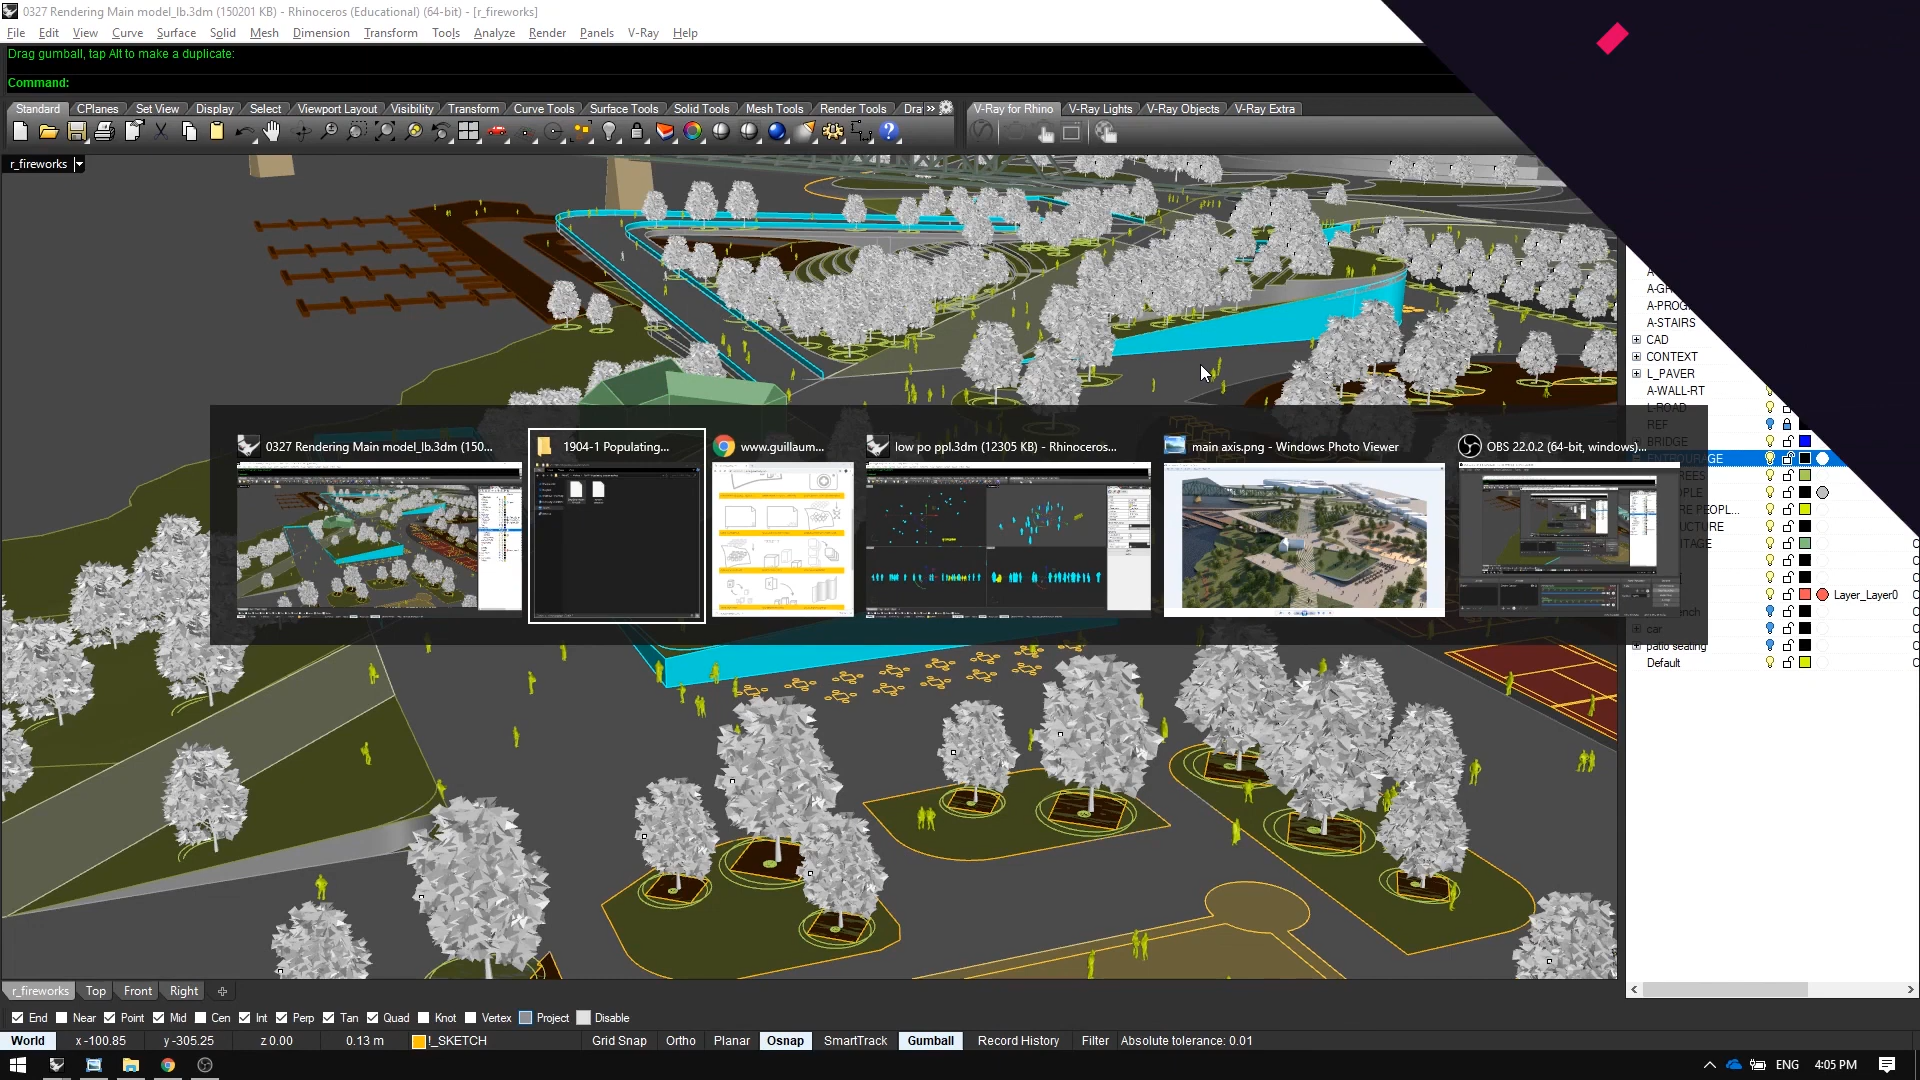 0327 Rendering Main model_lb.3dm (150201 KB) - Rhinoceros (Educational) (64-bit) - [r_fireworks]
File Edit View Curve Surface Solid Mesh Dimension Transform Tools Analyze Render Panels V-Ray Help
Drag gumball, tap Alt to make a duplicate:
Command:
Standard CPlanes Set View Display Select Viewport Layout Visibility Transform Curve Tools Surface Tools Solid Tools Mesh Tools Render Tools Dra »
V-Ray for Rhino V-Ray Lights V-Ray Objects V-Ray Extra
r_fireworks
A-PROG
A-STAIRS
CAD
CONTEXT
L_PAVER
A-WALL-RT
L-ROAD
REF
BRIDGE
ENTOURAGE
Layer_Layer0
car
patio seating
Default
0327 Rendering Main model_lb.3dm (150...
1904-1 Populating...
www.guillaum...
low po ppl.3dm (12305 KB) - Rhinoceros...
main axis.png - Windows Photo Viewer
OBS 22.0.2 (64-bit, windows)...
r_fireworks Top Front Right
End Near Point Mid Cen Int Perp Tan Quad Knot Vertex Project Disable
World x -100.85 y -305.25 z 0.00 0.13 m !_SKETCH Grid Snap Ortho Planar Osnap SmartTrack Gumball Record History Filter Absolute tolerance: 0.01
ENG 4:05 PM